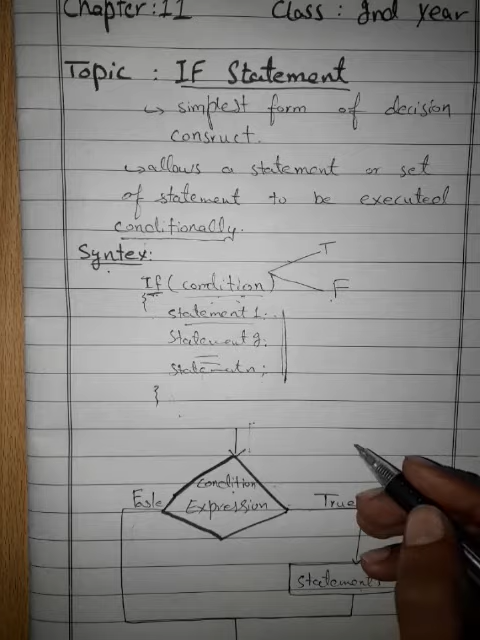 Chapter:11 Class: 2nd year
Topic : IF Statement
↳ simplest form of decision
construct.
↳ allows a statement or set
of statement to be executed
conditionally.
Syntex:
T
If (condition)
F
{
statement 1;
Statement 2;
Statement n;
}
Condition
False Expression True
Statement